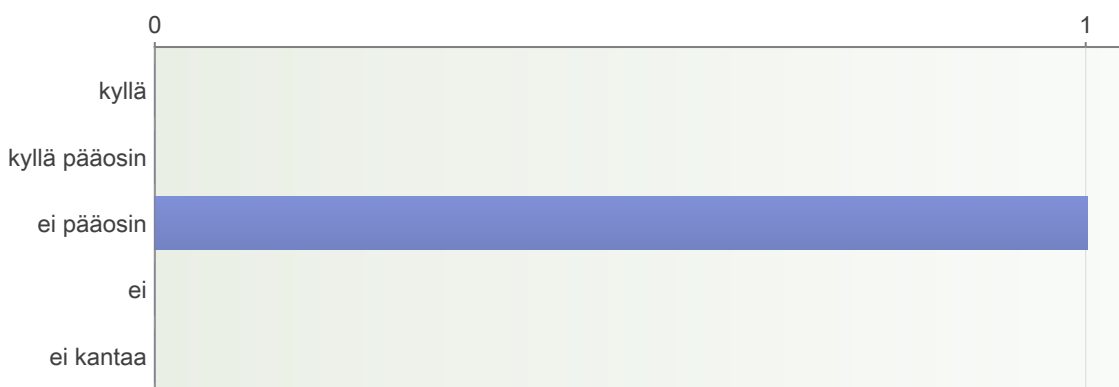 0 1
kyllä
kyllä pääosin
ei pääosin
ei
ei kantaa